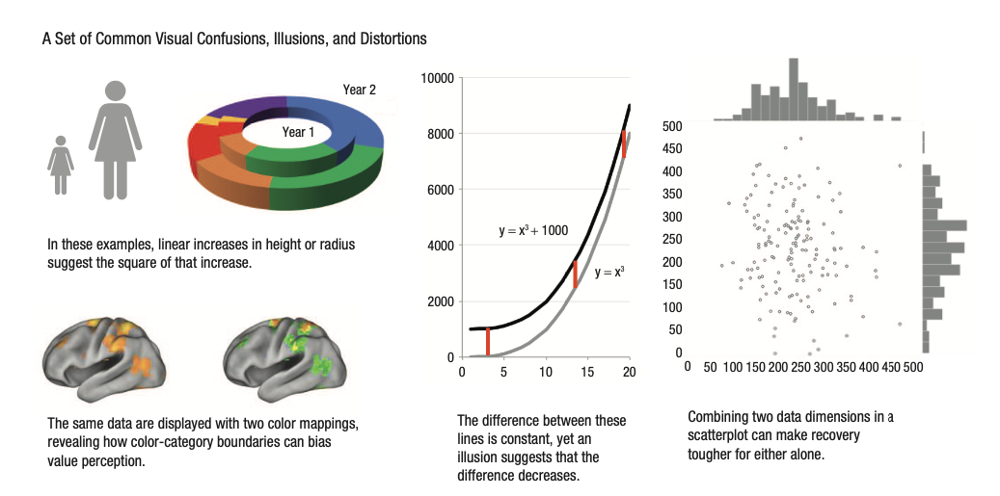 A Set of Common Visual Confusions, Illusions, and Distortions
Year 2
Year 1
In these examples, linear increases in height or radius
suggest the square of that increase.
The same data are displayed with two color mappings,
revealing how color-category boundaries can bias
value perception.
10000
8000
6000
4000
2000
0
0 5 10 15 20
y = x³ + 1000
y = x³
The difference between these
lines is constant, yet an
illusion suggests that the
difference decreases.
500
450
400
350
300
250
200
150
100
50
0
0 50 100 150 200 250 300 350 400 450 500
Combining two data dimensions in a
scatterplot can make recovery
tougher for either alone.